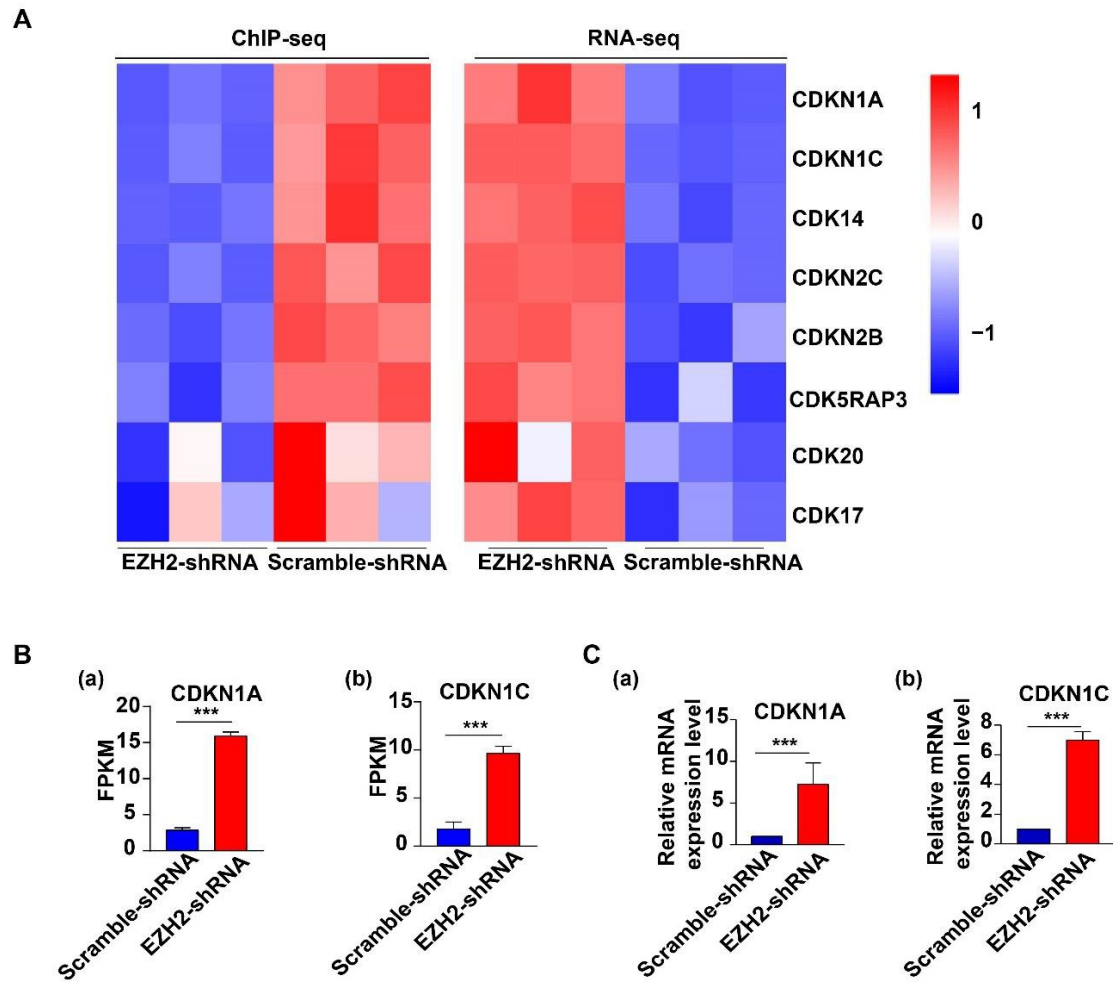 A
ChIP-seq
RNA-seq
CDKN1A
CDKN1C
CDK14
CDKN2C
CDKN2B
CDK5RAP3
CDK20
CDK17
1
0
−1
EZH2-shRNA
Scramble-shRNA
EZH2-shRNA
Scramble-shRNA
B
(a)
CDKN1A
FPKM
20
15
10
5
0
***
Scramble-shRNA
EZH2-shRNA
(b)
CDKN1C
FPKM
15
10
5
0
***
Scramble-shRNA
EZH2-shRNA
C
(a)
CDKN1A
Relative mRNA
expression level
15
10
5
0
***
Scramble-shRNA
EZH2-shRNA
(b)
CDKN1C
Relative mRNA
expression level
8
6
4
2
0
***
Scramble-shRNA
EZH2-shRNA